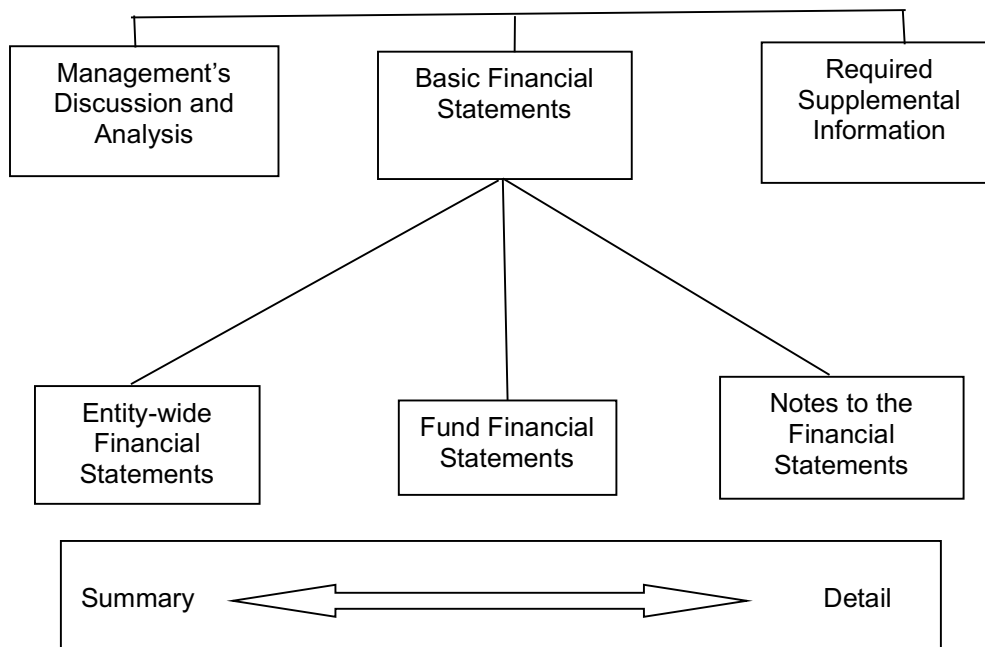 Management’s
Discussion and
Analysis
Basic Financial
Statements
Required
Supplemental
Information
Entity-wide
Financial
Statements
Fund Financial
Statements
Notes to the
Financial
Statements
Summary
Detail